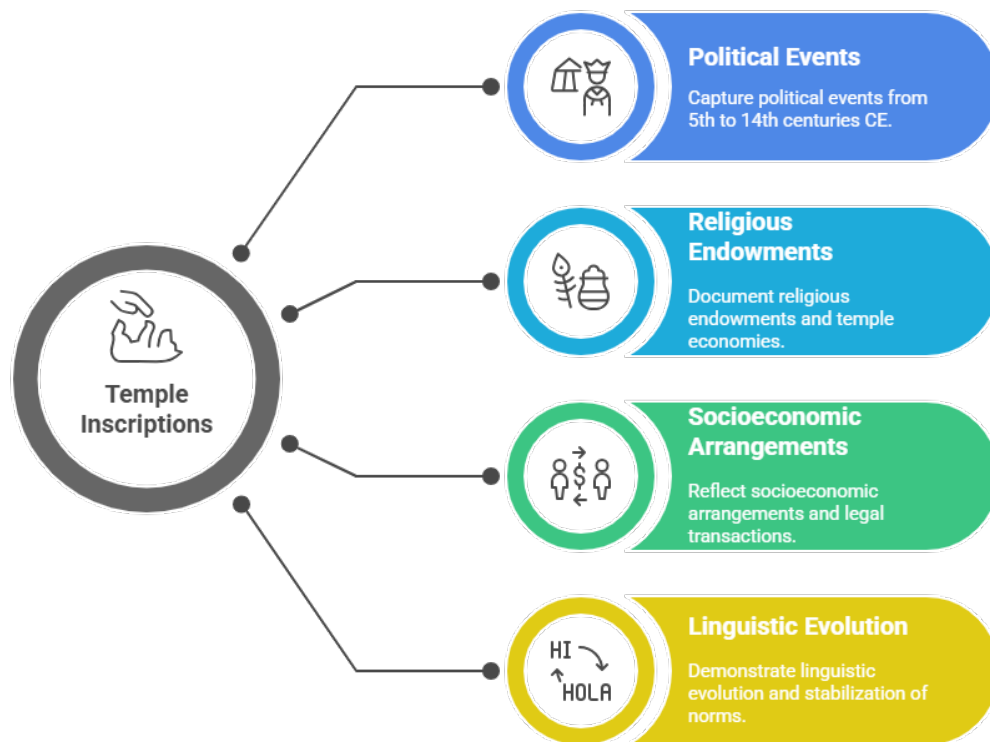 Temple
Inscriptions
Political Events
Capture political events from
5th to 14th centuries CE.
Religious
Endowments
Document religious
endowments and temple
economies.
Socioeconomic
Arrangements
Reflect socioeconomic
arrangements and legal
transactions.
HI
HOLA
Linguistic Evolution
Demonstrate linguistic
evolution and stabilization of
norms.